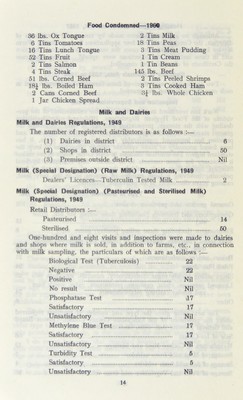 Food Condemned—1960
36 lbs. Ox Tongue 2 Tins Milk
6 Tins Tomatoes 18 Tins Peas
16 Tins Lunch Tongue 3 Tins Meat Pudding
52 Tins Fruit 1 Tin Cream
2 Tins Salmon 1 Tin Beans
4 Tins Steak 145 lbs. Beef
51 lbs. Corned Beef 2 Tins Peeled Shrimps
18½ lbs. Boiled Ham 3 Tins Cooked Ham
2 Cans Corned Beef lbs. Whole Chicken
1 Jar Chicken Spread
Milk and Dairies
Milk and Dairies Regulations, 1949
The number of registered distributors is as follows :—
(1) Dairies in district 6
(2) Shops in district 50
(3) Premises outside district Nil
Milk (Special Designation) (Raw Milk) Regulations, 1949
Dealers' Licences—Tuberculin Tested Milk 2
Milk (Special Designation) (Pasteurised and Sterilised Milk)
Regulations, 1949
Retail Distributors :—
Pasteurised 14
Sterilised 50
One-hundred and eight visits and inspections were made to dairies
and shops where milk is sold, in addition to farms, etc., in connection
with milk sampling, the particulars of which are as follows :—
Biological Test (Tuberculosis) 22
Negative 22
Positive Nil
No result Nil
Phosphatase Test 17
Satisfactory 17
Unsatisfactory Nil
Methylene Blue Test 17
Satisfactory 17
Unsatisfactory Nil
Turbidity Test 5
Satisfactory 5
Unsatisfactory Nil
14